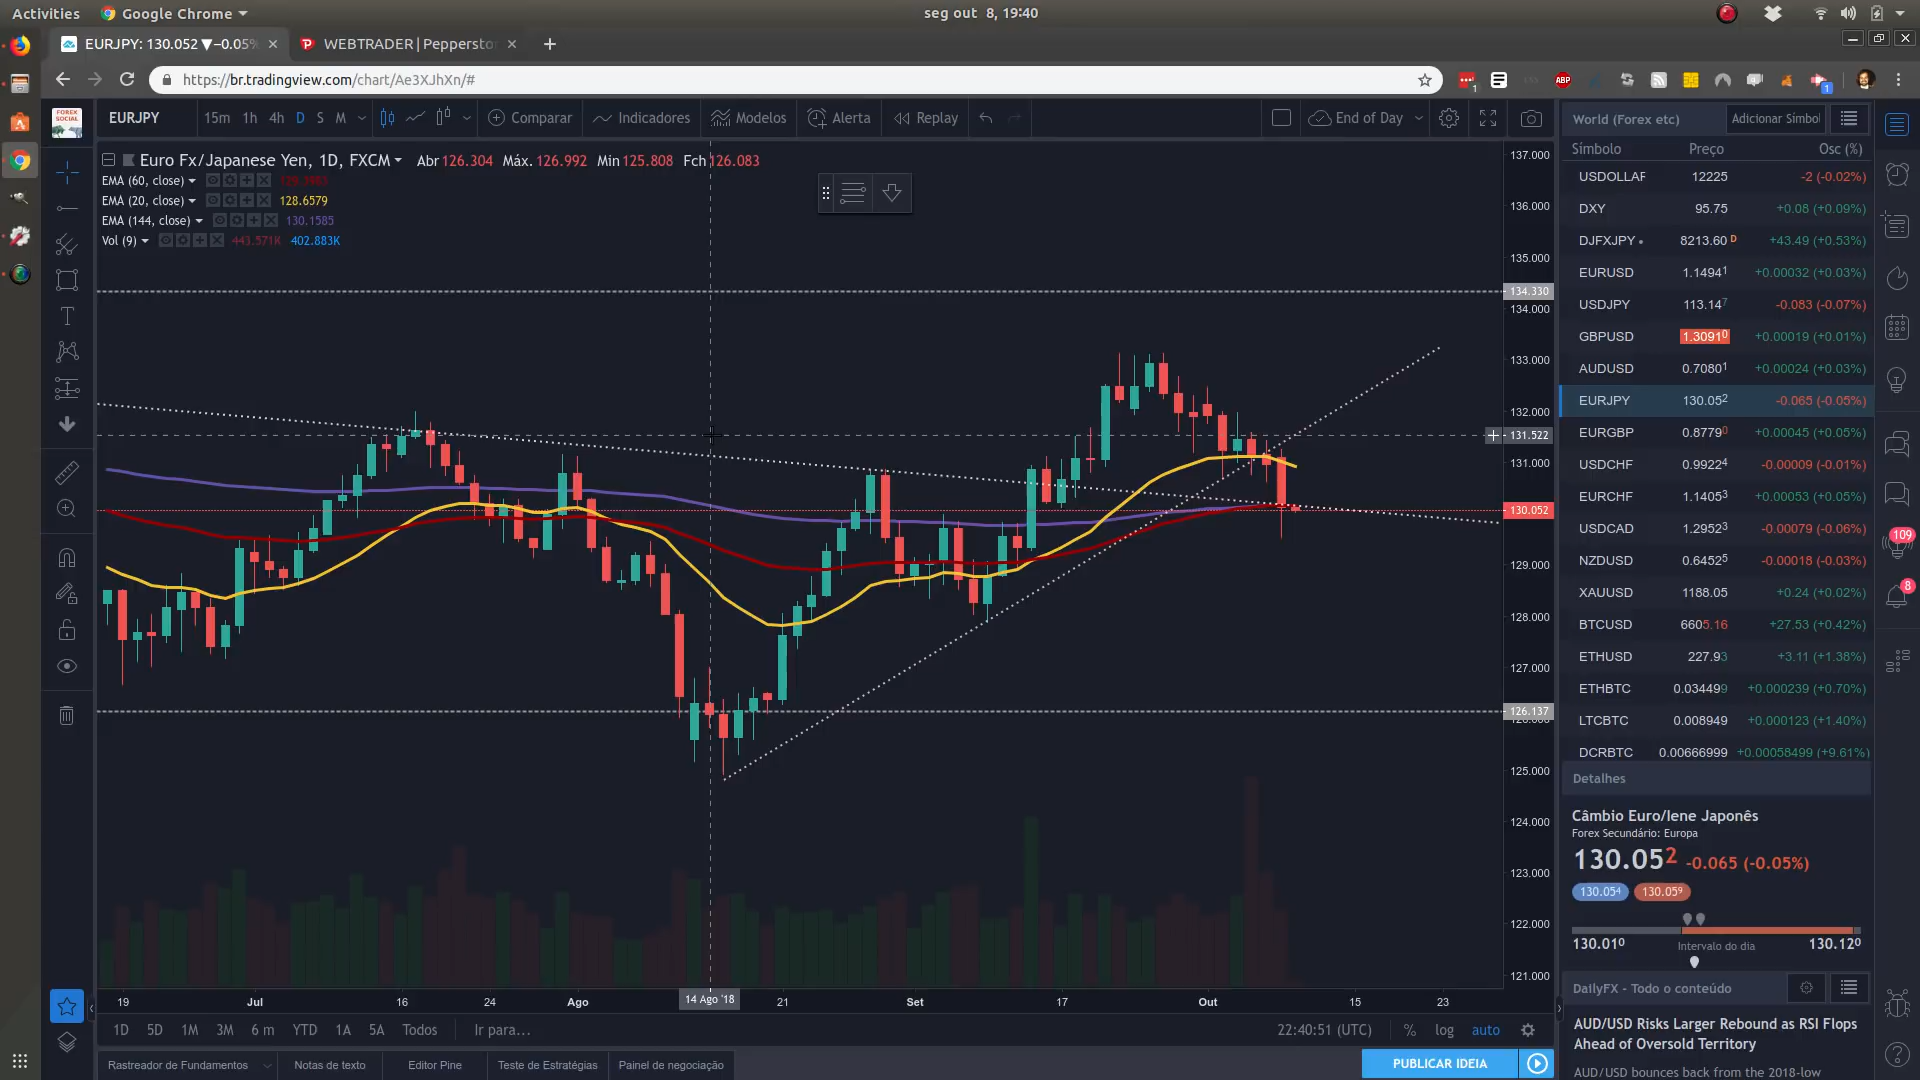 Activities
Google Chrome
seg out 8, 19:40
EURJPY: 130.052 ▼−0.05%
WEBTRADER | Pepperstor
https://br.tradingview.com/chart/Ae3XJhXn/#
ABP
1
1
FOREX
SOCIAL
EURJPY
15m
1h
4h
D
S
M
Comparar
Indicadores
Modelos
Alerta
Replay
End of Day
Euro Fx/Japanese Yen, 1D, FXCM
Abr 126.304 Máx. 126.992 Min 125.808 Fch 126.083
EMA (60, close)
EMA (20, close) 128.6579
EMA (144, close) 130.1585
Vol (9) 443.571K 402.883K
137.000
136.000
135.000
134.330
134.000
133.000
132.000
131.522
131.000
130.052
129.000
128.000
127.000
126.137
125.000
124.000
123.000
122.000
121.000
19
Jul
16
24
Ago
14 Ago '18
21
Set
17
Out
15
23
1D
5D
1M
3M
6 m
YTD
1A
5A
Todos
Ir para...
22:40:51 (UTC)
%
log
auto
Rastreador de Fundamentos
Notas de texto
Editor Pine
Teste de Estratégias
Painel de negociação
PUBLICAR IDEIA
World (Forex etc)
Adicionar Símbol
Símbolo Preço Osc (%)
USDOLLAR 12225 -2 (-0.02%)
DXY 95.75 +0.08 (+0.09%)
DJFXJPY 8213.60 D +43.49 (+0.53%)
EURUSD 1.14941 +0.00032 (+0.03%)
USDJPY 113.147 -0.083 (-0.07%)
GBPUSD 1.30910 +0.00019 (+0.01%)
AUDUSD 0.70801 +0.00024 (+0.03%)
EURJPY 130.052 -0.065 (-0.05%)
EURGBP 0.87790 +0.00045 (+0.05%)
USDCHF 0.99224 -0.00009 (-0.01%)
EURCHF 1.14053 +0.00053 (+0.05%)
USDCAD 1.29523 -0.00079 (-0.06%)
NZDUSD 0.64525 -0.00018 (-0.03%)
XAUUSD 1188.05 +0.24 (+0.02%)
BTCUSD 6605.16 +27.53 (+0.42%)
ETHUSD 227.93 +3.11 (+1.38%)
ETHBTC 0.034499 +0.000239 (+0.70%)
LTCBTC 0.008949 +0.000123 (+1.40%)
DCRBTC 0.00666999 +0.00058499 (+9.61%)
Detalhes
Câmbio Euro/Iene Japonês
Forex Secundário: Europa
130.052 -0.065 (-0.05%)
130.054 130.059
130.010 Intervalo do dia 130.120
DailyFX - Todo o conteúdo
AUD/USD Risks Larger Rebound as RSI Flops
Ahead of Oversold Territory
AUD/USD bounces back from the 2018-low
109
8